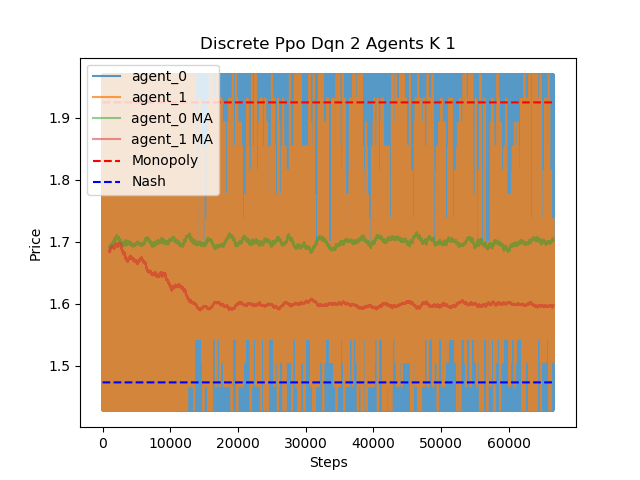 Discrete Ppo Dqn 2 Agents K 1
agent_0
agent_1
agent_0 MA
agent_1 MA
Monopoly
Nash
1.9
1.8
1.7
1.6
1.5
Price
0 10000 20000 30000 40000 50000 60000
Steps